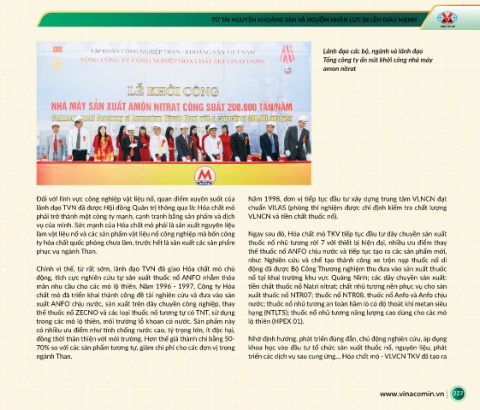 TỪ TÀI NGUYÊN KHOÁNG SẢN VÀ NGUỒN NHÂN LỰC ĐI LÊN GIÀU MẠNH
TẬP ĐOÀN CÔNG NGHIỆP THAN - KHOÁNG SẢN VIỆT NAM
TỔNG CÔNG TY CÔNG NGHIỆP HÓA CHẤT MỎ VINACOMIN
LỄ KHỞI CÔNG
NHÀ MÁY SẢN XUẤT AMÔN NITRAT CÔNG SUẤT 200.000 TẤN/NĂM
Lãnh đạo các bộ, ngành và lãnh đạo
Tổng công ty ấn nút khởi công nhà máy
amon nitrat
Đối với lĩnh vực công nghiệp vật liệu nổ, quan điểm xuyên suốt của
lãnh đạo TVN đã được Hội đồng Quản trị thông qua là: Hóa chất mỏ
phải trở thành một công ty mạnh, cạnh tranh bằng sản phẩm và dịch
vụ của mình. Sức mạnh của Hóa chất mỏ phải là sản xuất nguyên liệu
làm vật liệu nổ và các sản phẩm vật liệu nổ công nghiệp mà bốn công
ty hóa chất quốc phòng chưa làm, trước hết là sản xuất các sản phẩm
phục vụ ngành Than.
Chính vì thế, từ rất sớm, lãnh đạo TVN đã giao Hóa chất mỏ chủ
động, tích cực nghiên cứu tự sản xuất thuốc nổ ANFO nhằm thỏa
mãn nhu cầu cho các mỏ lộ thiên. Năm 1996 - 1997, Công ty Hóa
chất mỏ đã triển khai thành công đề tài nghiên cứu và đưa vào sản
xuất ANFO chịu nước, sản xuất trên dây chuyền công nghiệp, thay
thế thuốc nổ ZECNO và các loại thuốc nổ tương tự có TNT, sử dụng
trong các mỏ lộ thiên, môi trường lỗ khoan có nước. Sản phẩm này
có nhiều ưu điểm như tính chống nước cao, tỷ trọng lớn, ít độc hại,
đồng thời thân thiện với môi trường. Hơn thế giá thành chỉ bằng 50-
70% so với các sản phẩm tương tự, giảm chi phí cho các đơn vị trong
ngành Than.
Năm 1998, đơn vị tiếp tục đầu tư xây dựng trung tâm VLNCN đạt
chuẩn VILAS (phòng thí nghiệm được chỉ định kiểm tra chất lượng
VLNCN và tiền chất thuốc nổ).
Ngay sau đó, Hóa chất mỏ TKV tiếp tục đầu tư dây chuyền sản xuất
thuốc nổ nhũ tương rời 7 với thiết bị hiện đại, nhiều ưu điểm thay
thế thuốc nổ ANFO chịu nước và tiếp tục tạo ra các sản phẩm mới,
như: Nghiên cứu và chế tạo thành công xe trộn nạp thuốc nổ di
động đã được Bộ Công Thương nghiệm thu đưa vào sản xuất thuốc
nổ tại khai trường khu vực Quảng Ninh; các dây chuyền sản xuất:
tiền chất thuốc nổ Natri nitrat; chất nhũ tương nền phục vụ cho sản
xuất thuốc nổ NTR07; thuốc nổ NTR08, thuốc nổ Anfo và Anfo chịu
nước; thuốc nổ nhũ tương an toàn hầm lò có độ thoát khí metan siêu
hạng (NTLTS); thuốc nổ nhũ tương năng lượng cao dùng cho các mỏ
lộ thiên (HPEX 01).
Nhờ định hướng, phát triển đúng đắn, chủ động nghiên cứu, áp dụng
khoa học vào đầu tư tổ chức sản xuất thuốc nổ, nguyên liệu, phát
triển các dịch vụ sau cung ứng... Hóa chất mỏ - VLVCN TKV đã tạo ra
www.vinacomin.vn | 227